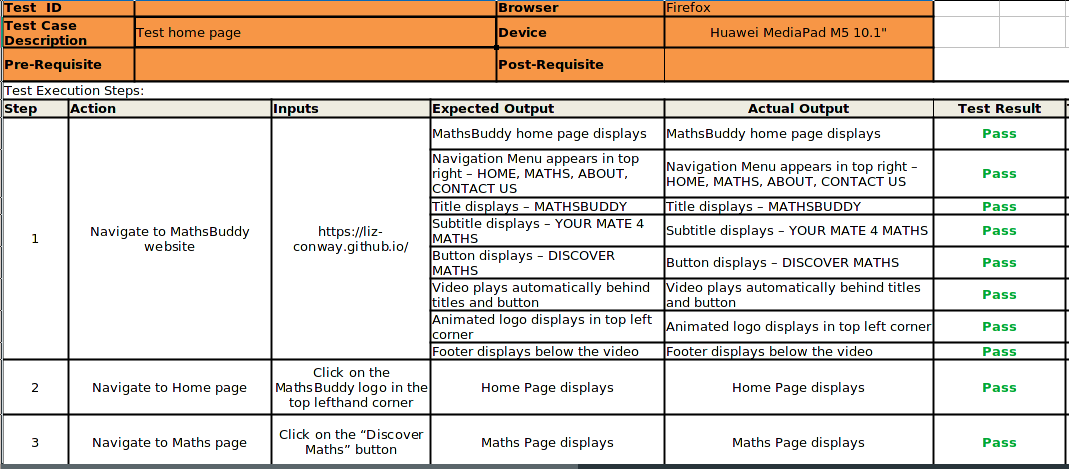 Test ID Browser Firefox
Test Case
Description Test home page Device Huawei MediaPad M5 10.1"
Pre-Requisite Post-Requisite
Test Execution Steps:
Step Action Inputs Expected Output Actual Output Test Result
1
Navigate to MathsBuddy
website
https://liz-
conway.github.io/
MathsBuddy home page displays
MathsBuddy home page displays
Pass
Navigation Menu appears in top
right – HOME, MATHS, ABOUT,
CONTACT US
Navigation Menu appears in top right –
HOME, MATHS, ABOUT, CONTACT US
Pass
Title displays – MATHSBUDDY
Title displays – MATHSBUDDY
Pass
Subtitle displays – YOUR MATE 4
MATHS
Subtitle displays – YOUR MATE 4 MATHS
Pass
Button displays – DISCOVER
MATHS
Button displays – DISCOVER MATHS
Pass
Video plays automatically behind
titles and button
Video plays automatically behind titles
and button
Pass
Animated logo displays in top left
corner
Animated logo displays in top left corner
Pass
Footer displays below the video
Footer displays below the video
Pass
2
Navigate to Home page
Click on the
MathsBuddy logo in the
top lefthand corner
Home Page displays
Home Page displays
Pass
3
Navigate to Maths page
Click on the “Discover
Maths” button
Maths Page displays
Maths Page displays
Pass